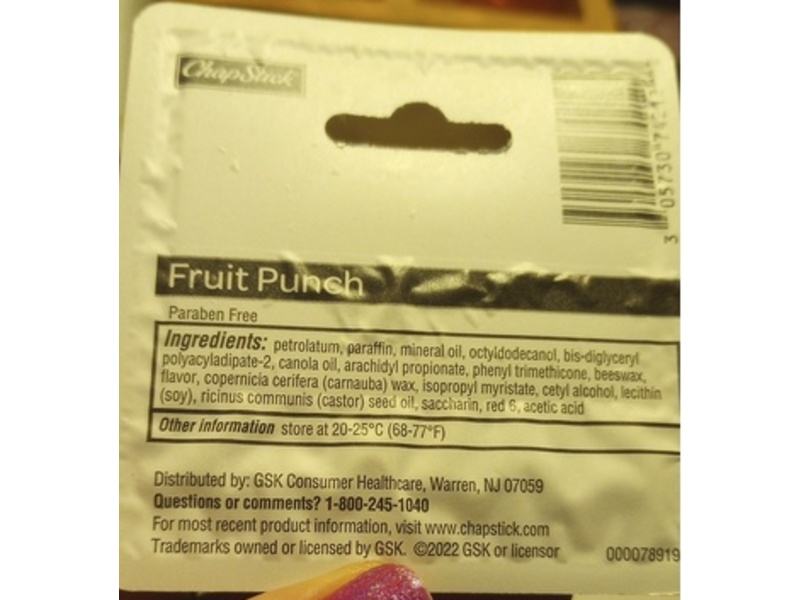 ChapStick
Fruit Punch
Paraben Free
Ingredients: petrolatum, paraffin, mineral oil, octyldodecanol, bis-diglyceryl
polyacyladipate-2, canola oil, arachidyl propionate, phenyl trimethicone, beeswax,
flavor, copernicia cerifera (carnauba) wax, isopropyl myristate, cetyl alcohol, lecithin
(soy), ricinus communis (castor) seed oil, saccharin, red 6, acetic acid
Other information store at 20-25°C (68-77°F)
Distributed by: GSK Consumer Healthcare, Warren, NJ 07059
Questions or comments? 1-800-245-1040
For most recent product information, visit www.chapstick.com
Trademarks owned or licensed by GSK. ©2022 GSK or licensor
000078919
3 05730